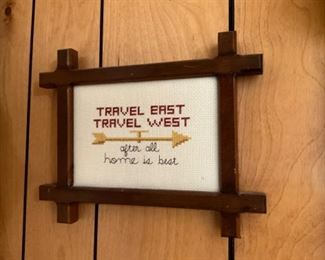 TRAVEL EAST
TRAVEL WEST
after all
home is best